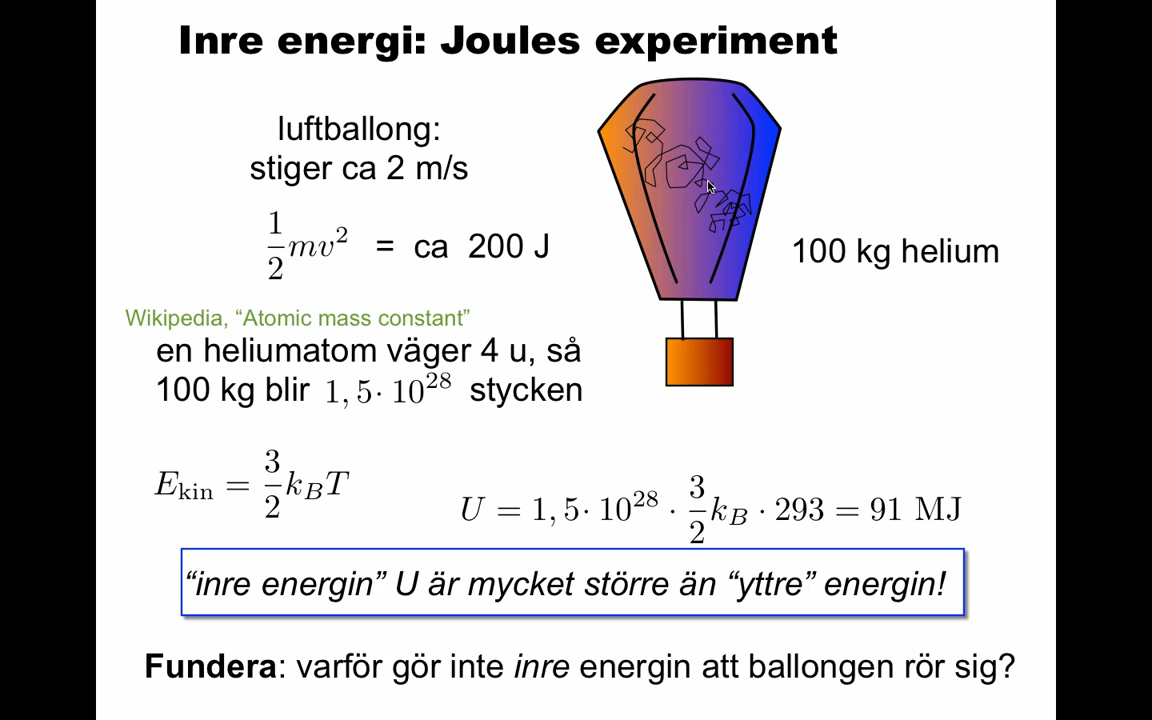 Inre energi: Joules experiment
luftballong:
stiger ca 2 m/s
1/2 mv² = ca 200 J
100 kg helium
Wikipedia, “Atomic mass constant”
en heliumatom väger 4 u, så
100 kg blir 1, 5· 10²⁸ stycken
E_kin = 3/2 k_B T
U = 1, 5· 10²⁸ · 3/2 k_B · 293 = 91 MJ
“inre energin” U är mycket större än “yttre” energin!
Fundera: varför gör inte inre energin att ballongen rör sig?